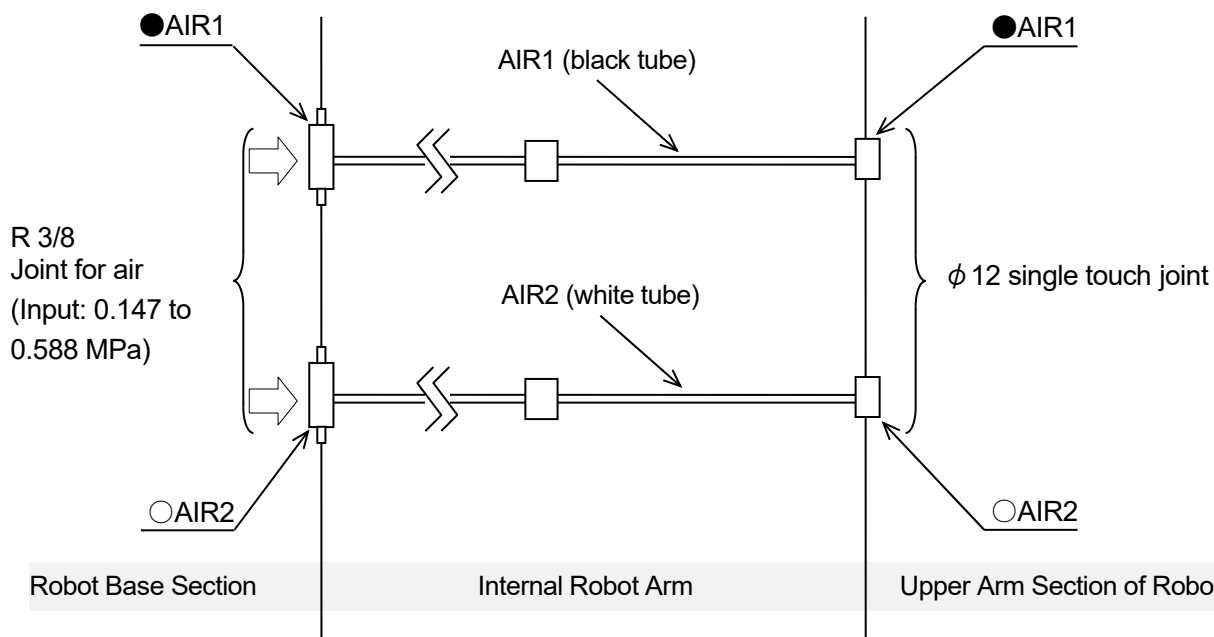 ●AIR1
●AIR1
AIR1 (black tube)
R 3/8
Joint for air
(Input: 0.147 to
0.588 MPa)
φ12 single touch joint
AIR2 (white tube)
○AIR2
○AIR2
Robot Base Section
Internal Robot Arm
Upper Arm Section of Robo